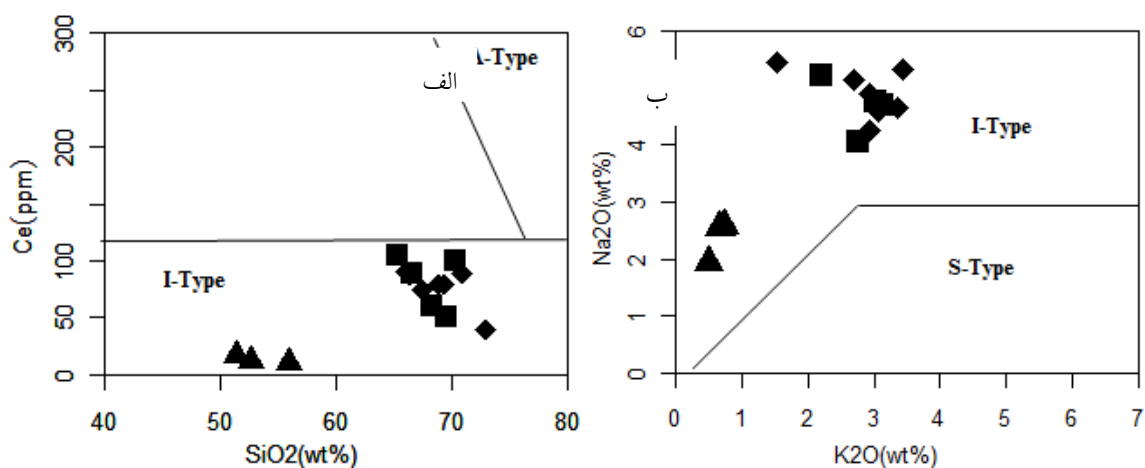 300
200
100
50
0
Ce(ppm)
A-Type
الف
I-Type
40 50 60 70 80
SiO2(wt%)
6
4
3
2
1
0
Na2O(wt%)
ب
I-Type
S-Type
0 1 2 3 4 5 6 7
K2O(wt%)